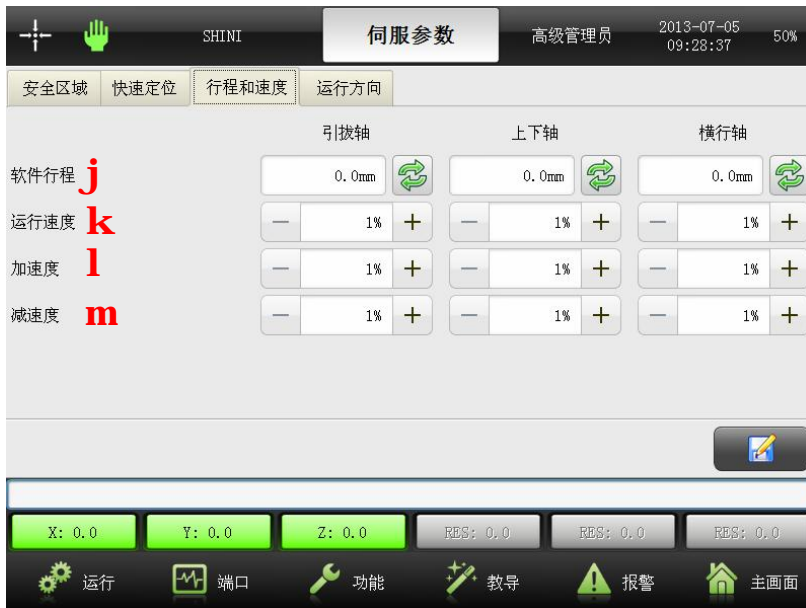 SHINI 伺服参数 高级管理员 2013-07-05 09:28:37 50%
安全区域 快速定位 行程和速度 运行方向
引拔轴 上下轴 横行轴
软件行程 j 0.0mm 0.0mm 0.0mm
运行速度 k − 1% + − 1% + − 1% +
加速度 l − 1% + − 1% + − 1% +
减速度 m − 1% + − 1% + − 1% +
X: 0.0 Y: 0.0 Z: 0.0 RES: 0.0 RES: 0.0 RES: 0.0
运行 端口 功能 教导 报警 主画面